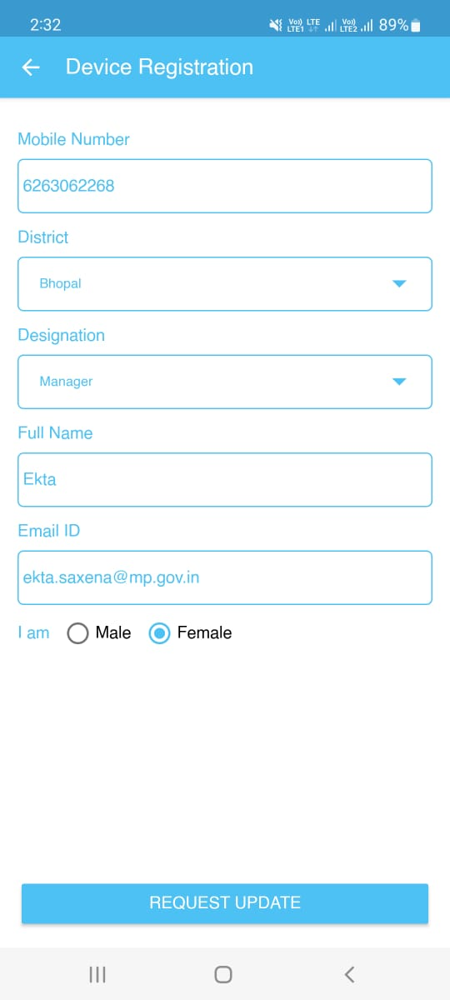 2:32
Vo)) LTE
LTE1
Vo))
LTE2
89%
Device Registration
Mobile Number
6263062268
District
Bhopal
Designation
Manager
Full Name
Ekta
Email ID
ekta.saxena@mp.gov.in
I am Male Female
REQUEST UPDATE